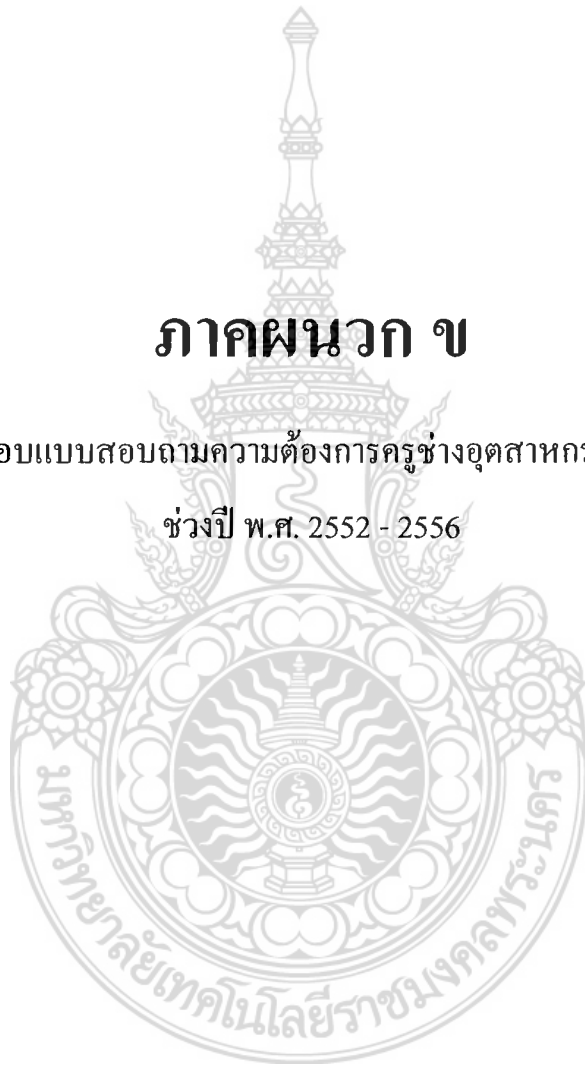 ภาคผนวก ข
อบแบบสอบถามความต้องการครูช่างอุตสาหกร
ช่วงปี พ.ศ. 2552 - 2556
มหาวิทยาลัยเทคโนโลยีราชมงคลพระนคร